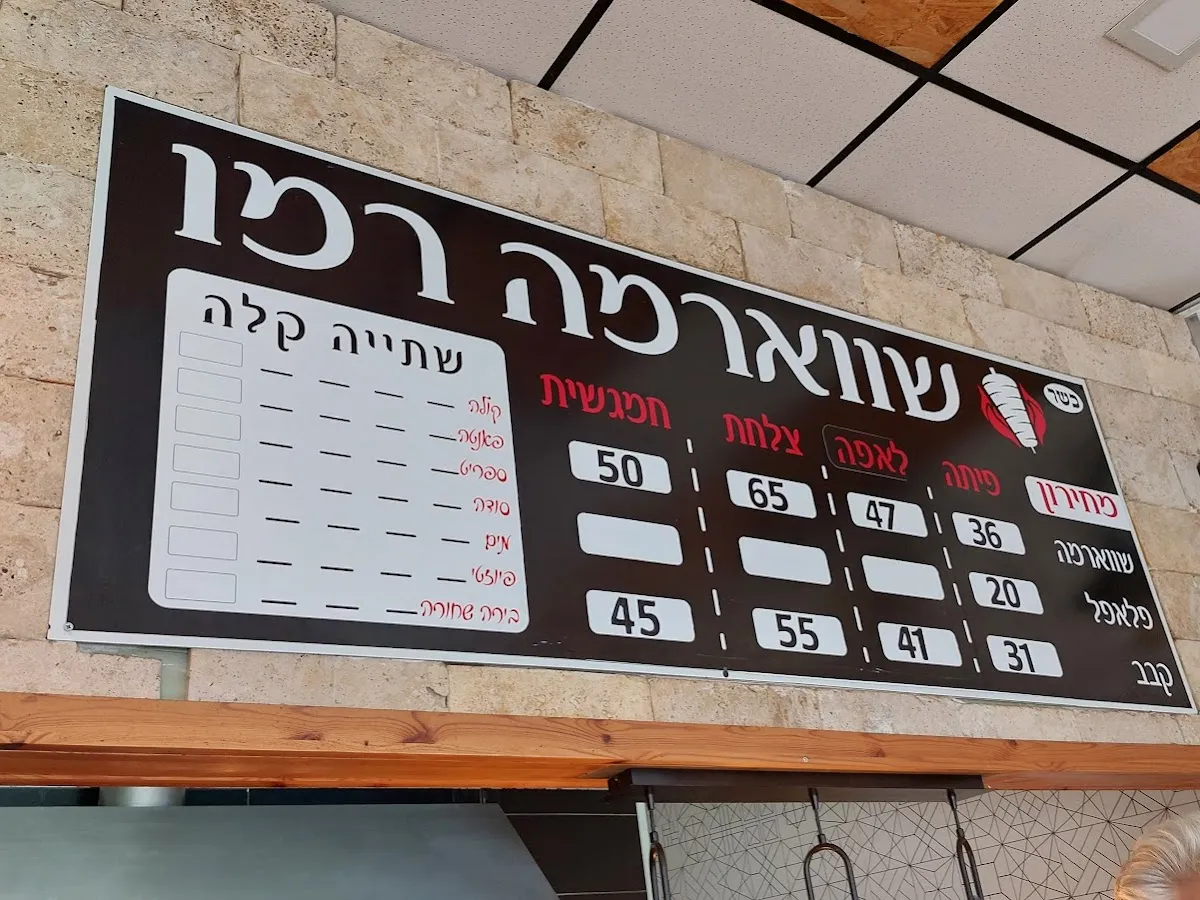 כשר
שווארמה רמו
מחירון פיתה לאפה צלחת חמגשית
שווארמה 36 47 65 50
פלאפל 20
קבב 31 41 55 45
שתייה קלה
קולה
פאנטה
ספרייט
סודה
מים
פיוזטי
בירה שחורה